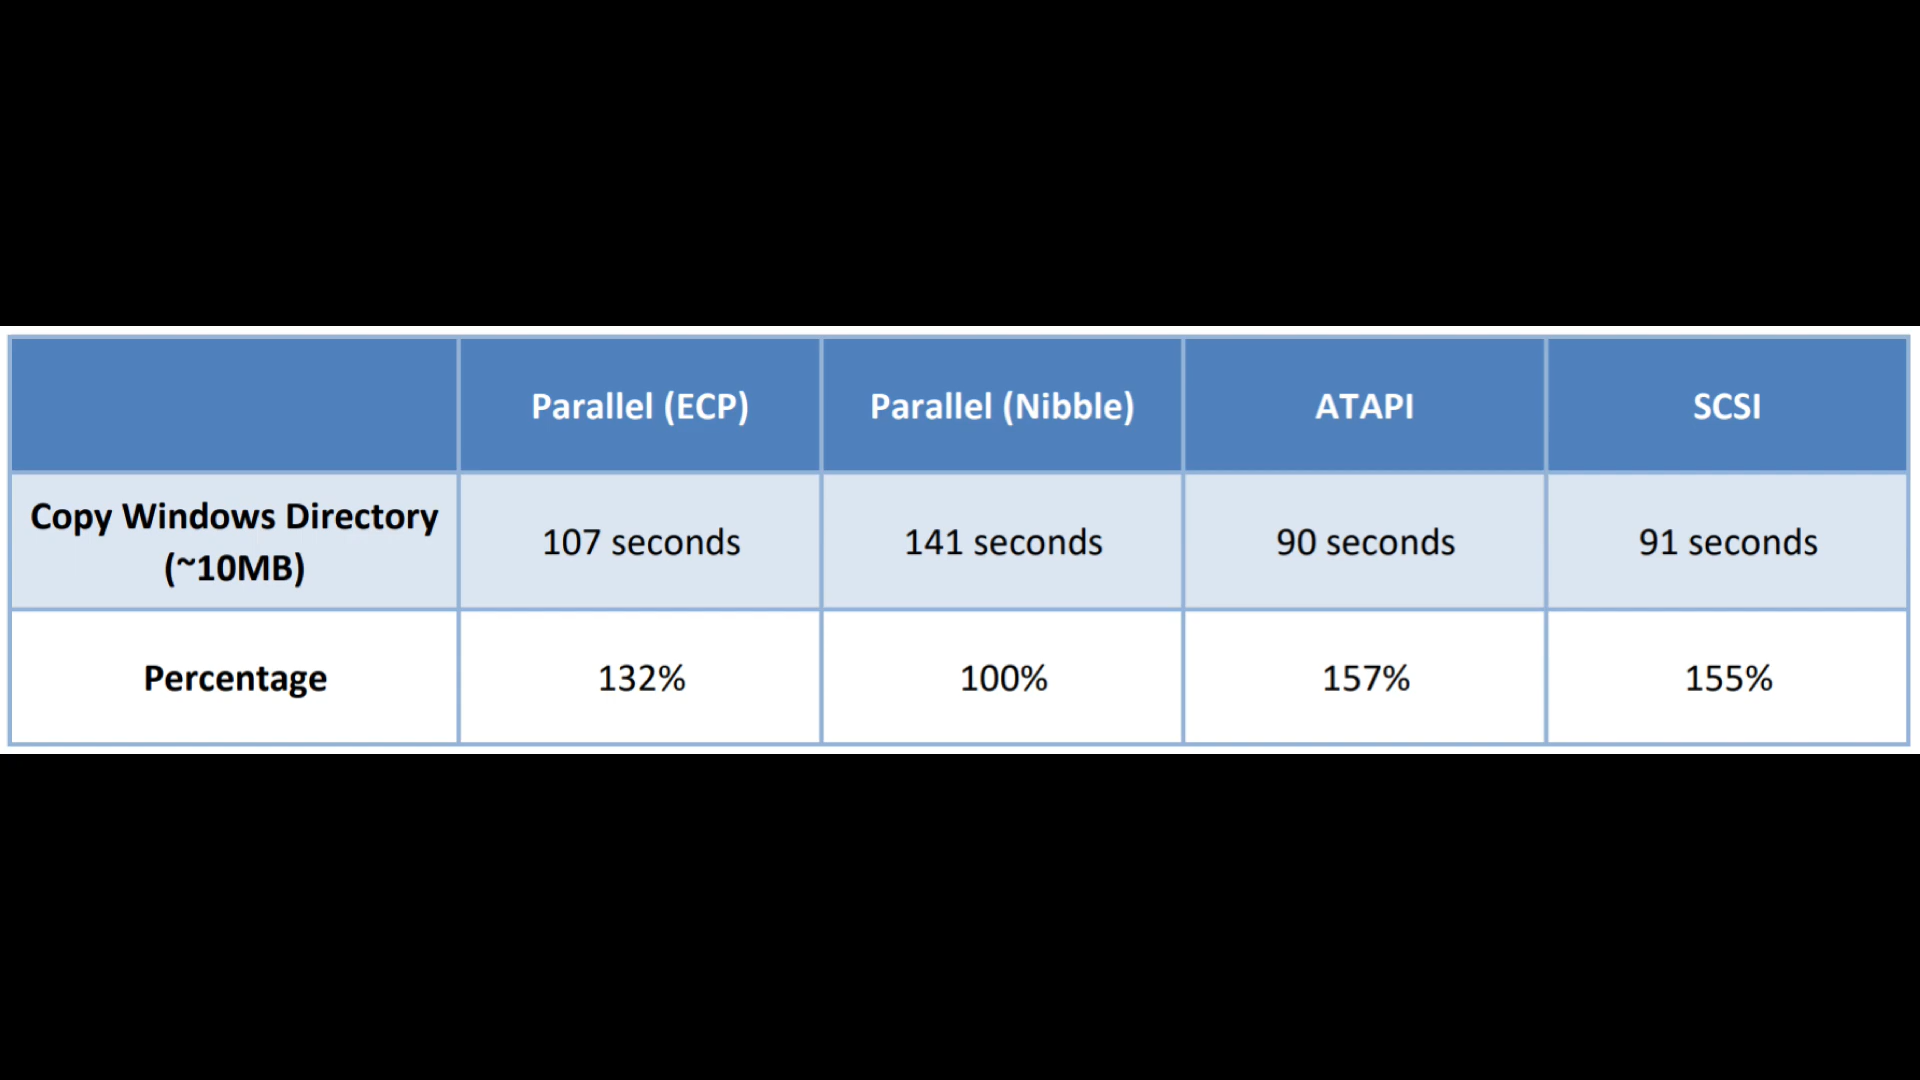 Parallel (ECP) Parallel (Nibble) ATAPI SCSI
Copy Windows Directory
(~10MB) 107 seconds 141 seconds 90 seconds 91 seconds
Percentage 132% 100% 157% 155%